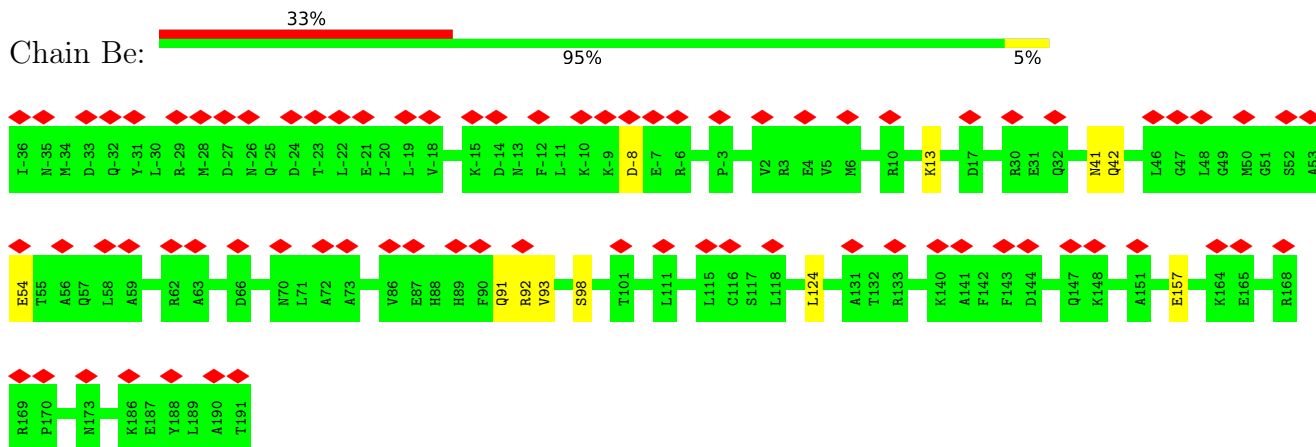 33%
Chain Be:
95% 5%
I-36 N-35 M-34 D-33 Q-32 Y-31 L-30 R-29 M-28 D-27 N-26 Q-25 D-24 T-23 L-22 E-21 L-20 L-19 V-18 K-15 D-14 N-13 F-12 L-11 K-10 K-9 D-8 E-7 R-6 P-3 V2 R3 E4 V5 M6 R10 K13 D17 R30 E31 Q32 N41 Q42 L46 G47 L48 G49 M50 G51 S52 A53
E54 T55 A56 Q57 L58 A59 R62 A63 D66 N70 L71 A72 A73 V86 E87 H88 H89 F90 Q91 R92 V93 S98 T101 L111 L115 C116 S117 L118 L124 A131 T132 R133 K140 A141 F142 F143 D144 Q147 K148 A151 E157 K164 E165 R168
R169 P170 N173 K186 E187 Y188 L189 A190 T191